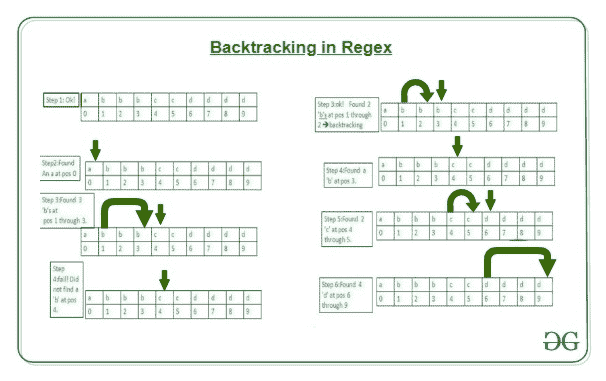 Backtracking in Regex
Step 1: Ok!
a b b b c c d d d d
0 1 2 3 4 5 6 7 8 9
Step2:Found
An a at pos 0
a b b b c c d d d d
0 1 2 3 4 5 6 7 8 9
Step 3:Found 3
'b's at
pos 1 through 3.
a b b b c c d d d d
0 1 2 3 4 5 6 7 8 9
Step
4:fail! Did
not find a
'b' at pos
4.
a b b b c c d d d d
0 1 2 3 4 5 6 7 8 9
Step 3:ok! Found 2
'b's at pos 1 through
2 →backtracking
a b b b c c d d d d
0 1 2 3 4 5 6 7 8 9
Step 4:Found a
'b' at pos 3.
a b b b c c d d d d
0 1 2 3 4 5 6 7 8 9
Step 5:Found 2
'c' at pos 4
through 5.
a b b b c c d d d d
0 1 2 3 4 5 6 7 8 9
Step 6:Found 4
'd' at pos 6
through 9
a b b b c c d d d d
0 1 2 3 4 5 6 7 8 9